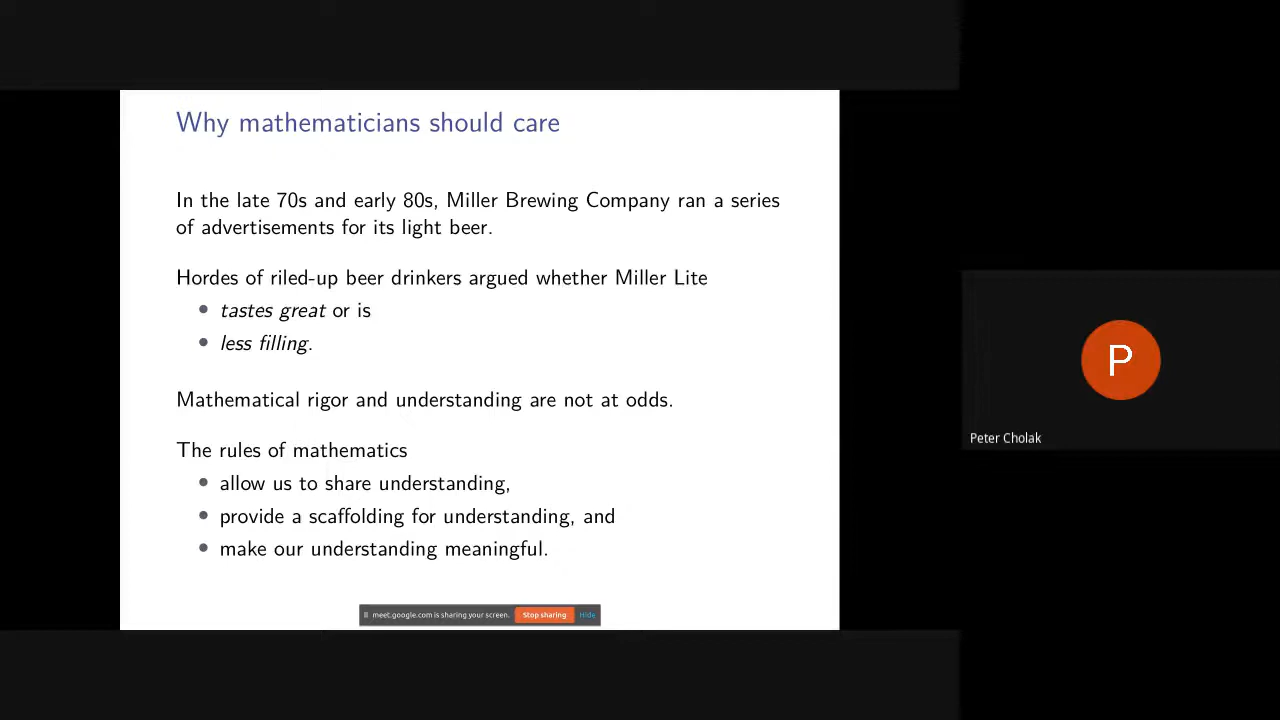 Why mathematicians should care
In the late 70s and early 80s, Miller Brewing Company ran a series
of advertisements for its light beer.
Hordes of riled-up beer drinkers argued whether Miller Lite
• tastes great or is
• less filling.
Mathematical rigor and understanding are not at odds.
The rules of mathematics
• allow us to share understanding,
• provide a scaffolding for understanding, and
• make our understanding meaningful.
meet.google.com is sharing your screen. Stop sharing Hide
P
Peter Cholak